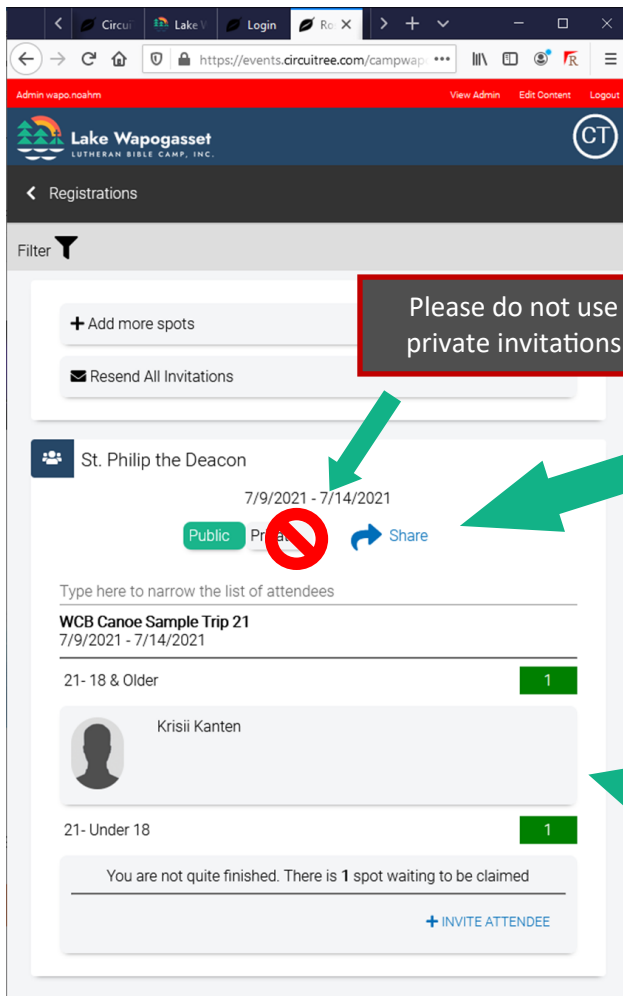 Circui Lake V Login Ro
https://events.circuitree.com/campwap
Admin wapo.noahm View Admin Edit Content Logout
Lake Wapogasset CT
LUTHERAN BIBLE CAMP, INC.
Registrations
Filter
Please do not use
private invitations
Add more spots
Resend All Invitations
St. Philip the Deacon
7/9/2021 - 7/14/2021
Public Share
Type here to narrow the list of attendees
WCB Canoe Sample Trip 21
7/9/2021 - 7/14/2021
21- 18 & Older 1
Krisii Kanten
21- Under 18 1
You are not quite finished. There is 1 spot waiting to be claimed
+ INVITE ATTENDEE